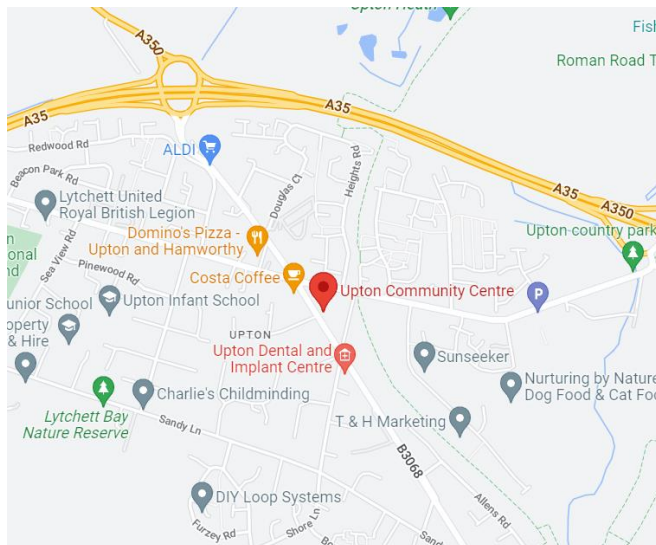 Upton Heath
A350
Fish
Roman Road T
A35
A35
Redwood Rd
ALDI
Beacon Park Rd
Heights Rd
Douglas Ct
A35
A350
Lytchett United
Royal British Legion
Domino's Pizza -
Upton and Hamworthy
Upton country park
Sea View Rd
Pinewood Rd
Costa Coffee
Upton Community Centre
P
unior School
Upton Infant School
operty
& Hire
UPTON
Upton Dental and
Implant Centre
Sunseeker
Charlie's Childminding
Nurturing by Nature
Dog Food & Cat Foo
Lytchett Bay
Nature Reserve
Sandy Ln
T & H Marketing
B3068
DIY Loop Systems
Allens Rd
Furzey Rd
Shore Ln